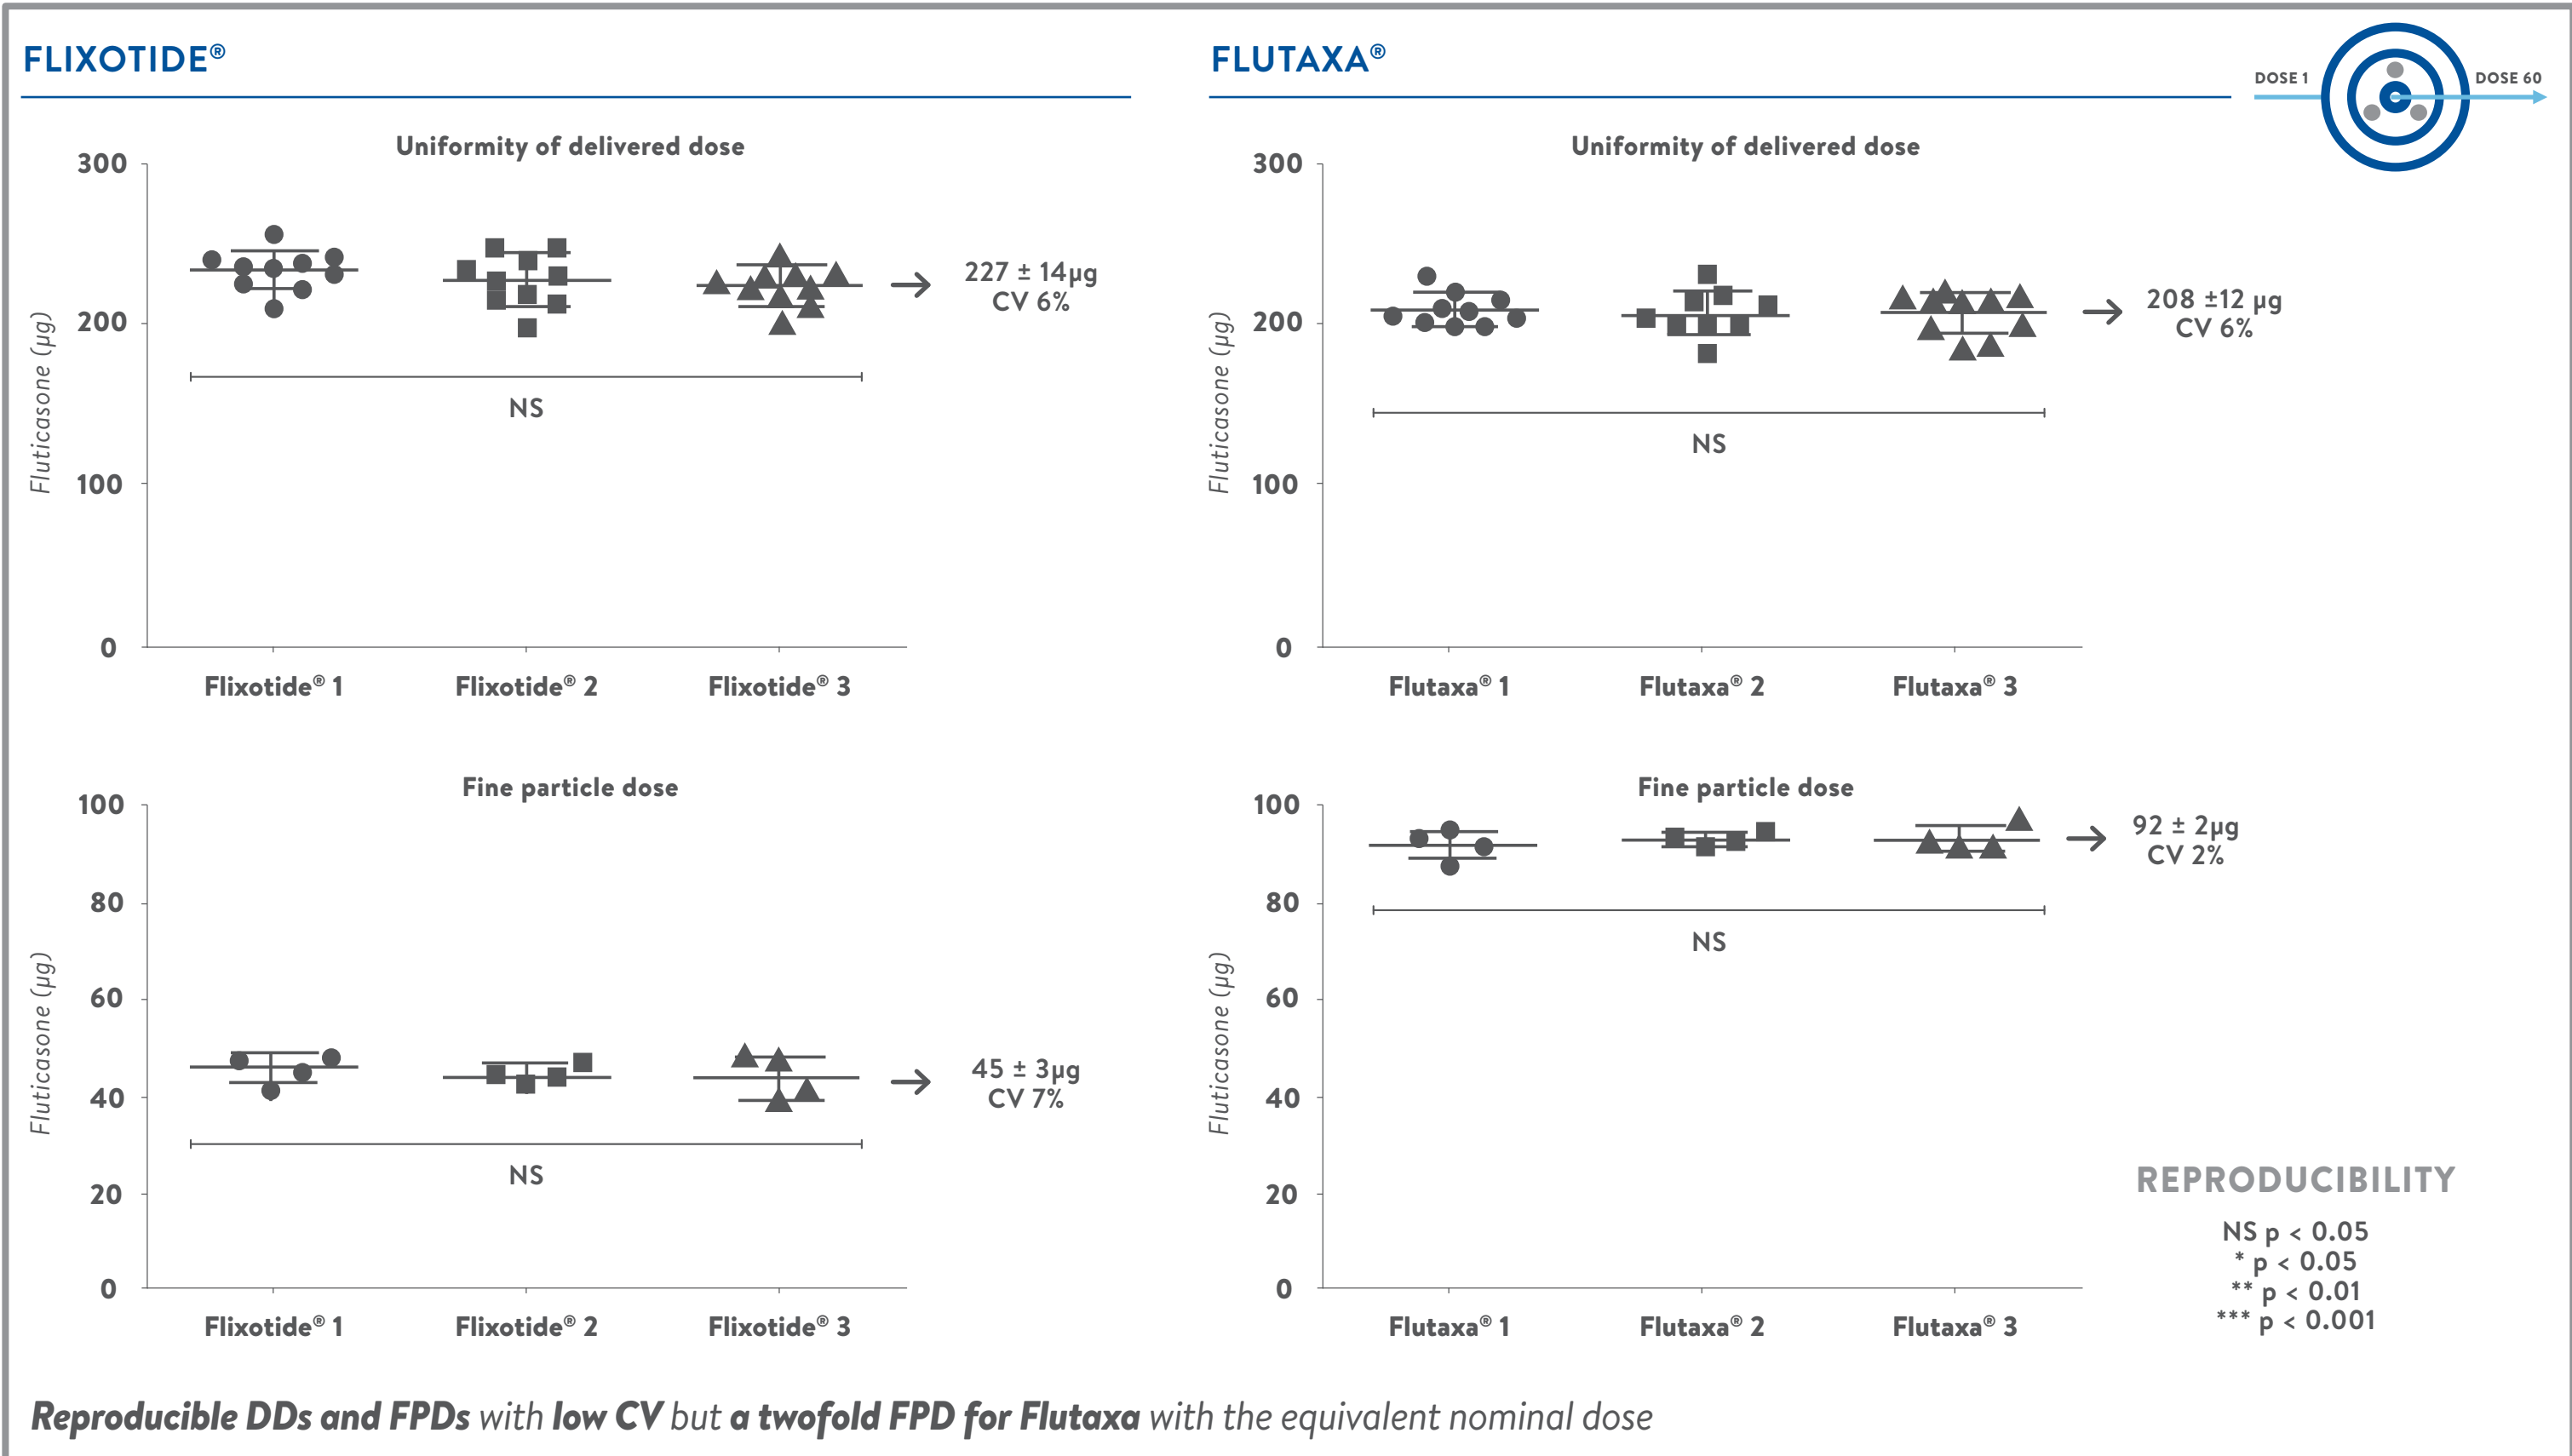 FLIXOTIDE®
Uniformity of delivered dose
Fluticasone (µg)
300
200
100
0
227 ± 14µg
CV 6%
NS
Flixotide® 1
Flixotide® 2
Flixotide® 3
Fine particle dose
Fluticasone (µg)
100
80
60
40
20
0
45 ± 3µg
CV 7%
NS
Flixotide® 1
Flixotide® 2
Flixotide® 3
FLUTAXA®
DOSE 1
DOSE 60
Uniformity of delivered dose
Fluticasone (µg)
300
200
100
0
208 ±12 µg
CV 6%
NS
Flutaxa® 1
Flutaxa® 2
Flutaxa® 3
Fine particle dose
Fluticasone (µg)
100
80
60
40
20
0
92 ± 2µg
CV 2%
NS
Flutaxa® 1
Flutaxa® 2
Flutaxa® 3
REPRODUCIBILITY
NS p < 0.05
* p < 0.05
** p < 0.01
*** p < 0.001
Reproducible DDs and FPDs with low CV but a twofold FPD for Flutaxa with the equivalent nominal dose